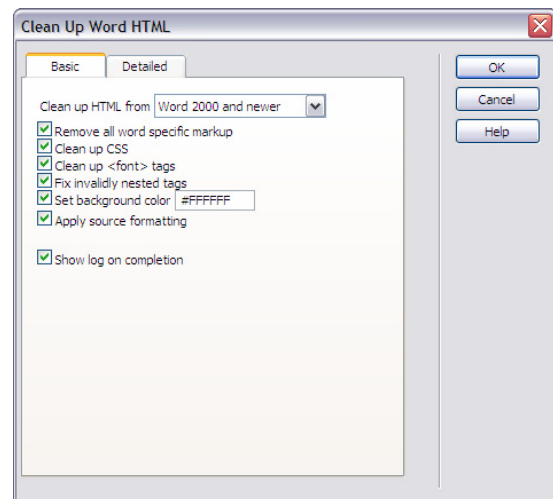 Clean Up Word HTML
Basic Detailed
OK
Cancel
Help
Clean up HTML from Word 2000 and newer
Remove all word specific markup
Clean up CSS
Clean up <font> tags
Fix invalidly nested tags
Set background color #FFFFFF
Apply source formatting
Show log on completion